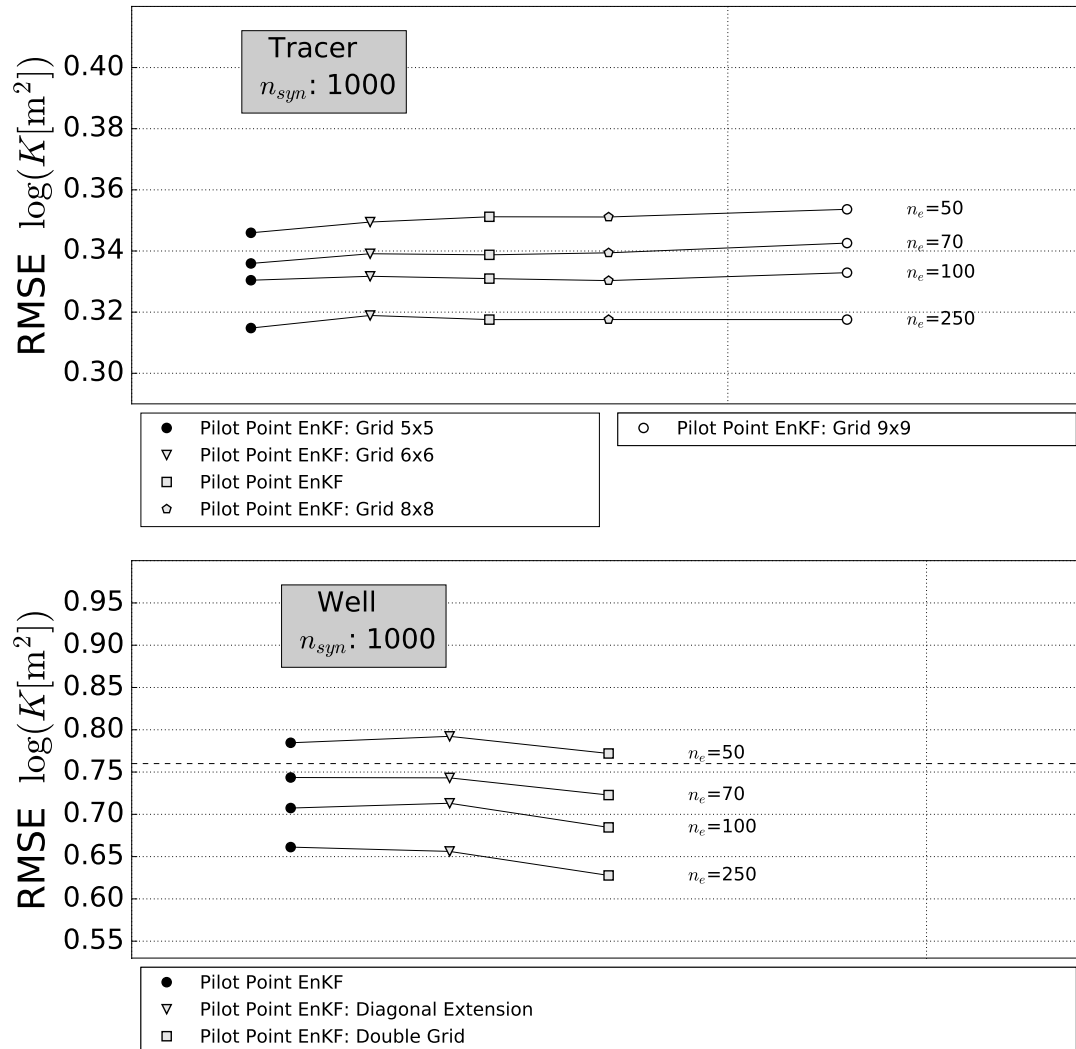 Tracer
n_syn: 1000
RMSE log(K[m²])
0.40
0.38
0.36
0.34
0.32
0.30
n_e=50
n_e=70
n_e=100
n_e=250
Pilot Point EnKF: Grid 5x5
Pilot Point EnKF: Grid 6x6
Pilot Point EnKF
Pilot Point EnKF: Grid 8x8
Pilot Point EnKF: Grid 9x9
Well
n_syn: 1000
RMSE log(K[m²])
0.95
0.90
0.85
0.80
0.75
0.70
0.65
0.60
0.55
n_e=50
n_e=70
n_e=100
n_e=250
Pilot Point EnKF
Pilot Point EnKF: Diagonal Extension
Pilot Point EnKF: Double Grid